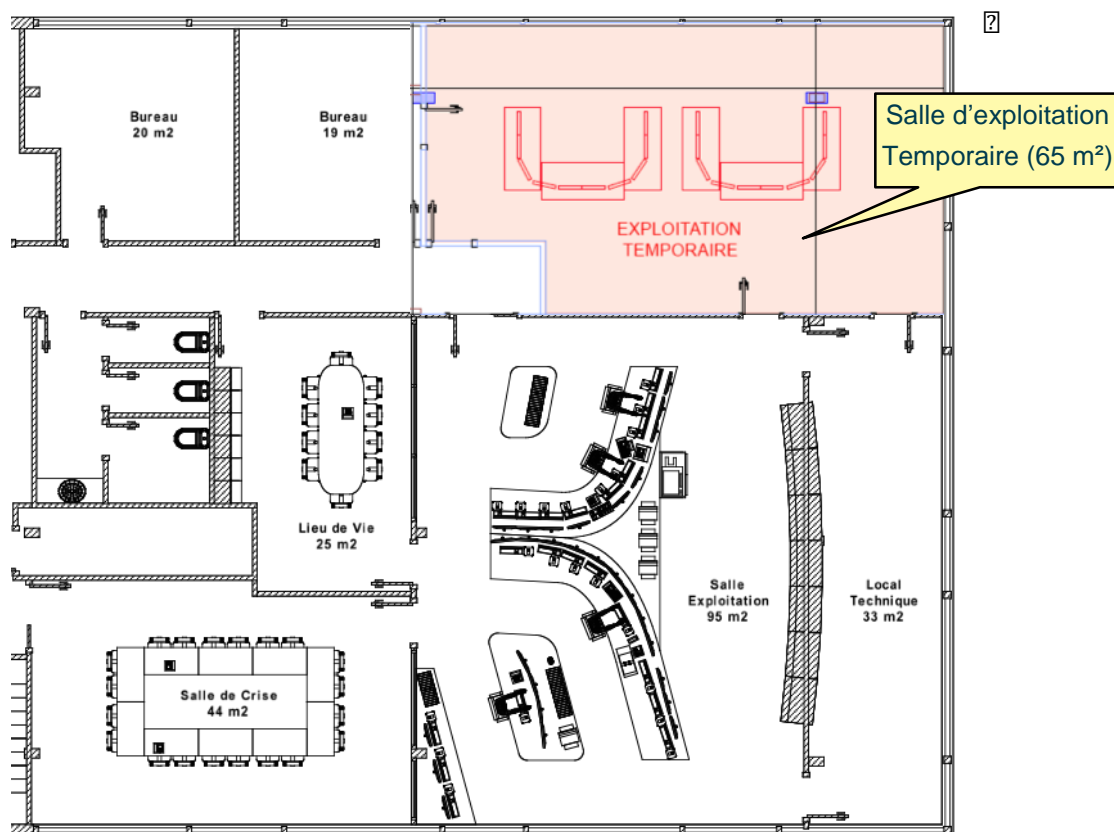 Bureau
20 m2
Bureau
19 m2
Salle d’exploitation
Temporaire (65 m²)
EXPLOITATION
TEMPORAIRE
Lieu de Vie
25 m2
Salle
Exploitation
95 m2
Local
Technique
33 m2
Salle de Crise
44 m2